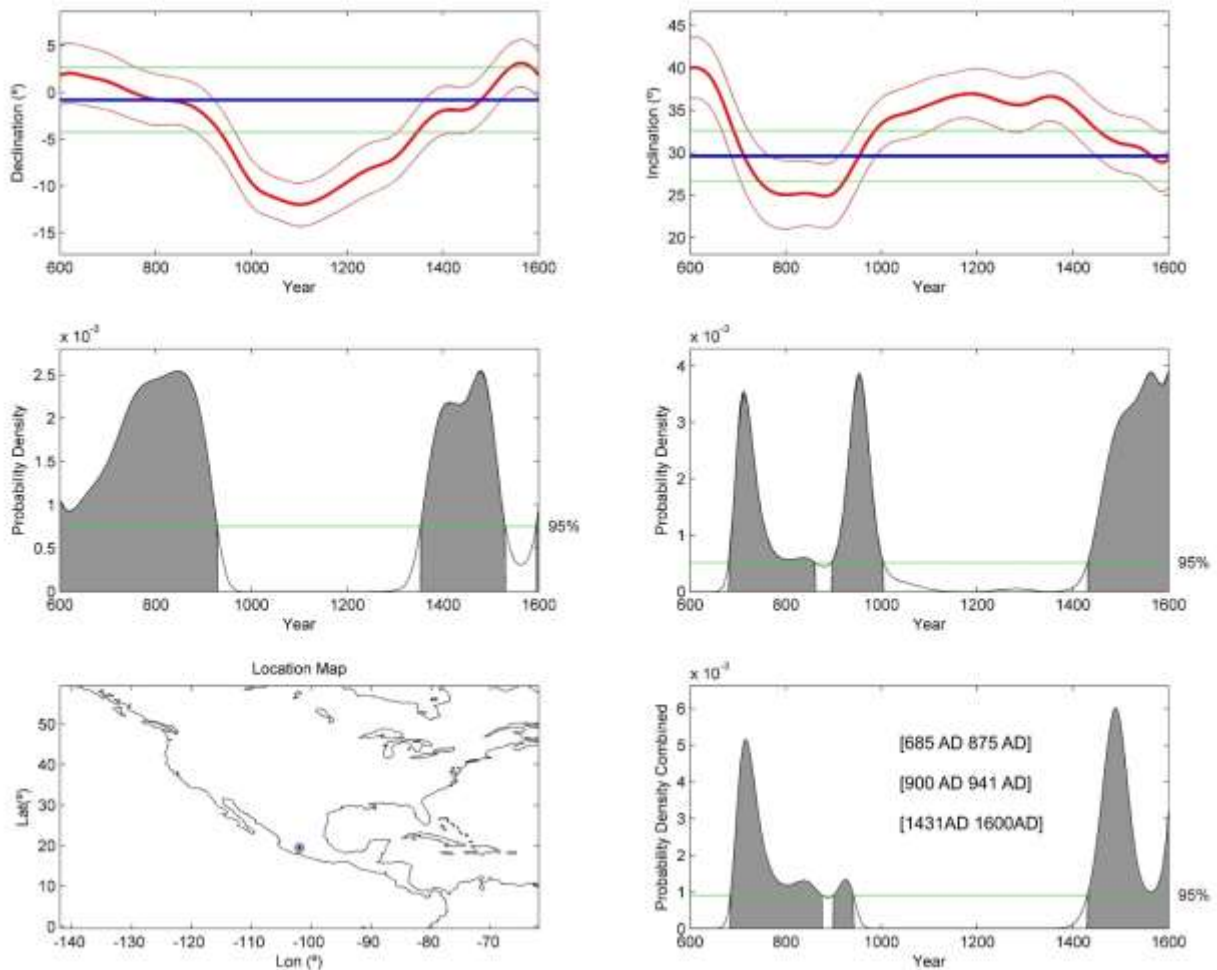 Declination (º)
5
0
-5
-10
-15
600 800 1000 1200 1400 1600
Year
Inclination (º)
45
40
35
30
25
20
600 800 1000 1200 1400 1600
Year
x 10⁻³
Probability Density
2.5
2
1.5
1
0.5
0
95%
600 800 1000 1200 1400 1600
Year
x 10⁻³
Probability Density
4
3
2
1
0
95%
600 800 1000 1200 1400 1600
Year
Location Map
Lat(º)
50
40
30
20
10
0
-140 -130 -120 -110 -100 -90 -80 -70
Lon (º)
x 10⁻³
Probability Density Combined
6
5
4
3
2
1
0
[685 AD 875 AD]
[900 AD 941 AD]
[1431AD 1600AD]
95%
600 800 1000 1200 1400 1600
Year